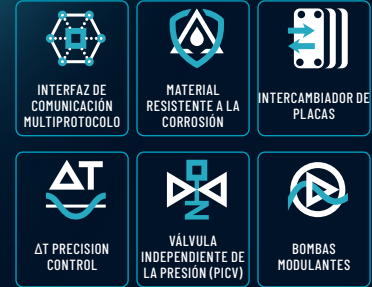 INTERFAZ DE
COMUNICACIÓN
MULTIPROTOCOLO
MATERIAL
RESISTENTE A LA
CORROSIÓN
INTERCAMBIADOR DE
PLACAS
ΔT
ΔT PRECISION
CONTROL
VÁLVULA
INDEPENDIENTE DE
LA PRESIÓN (PICV)
BOMBAS
MODULANTES